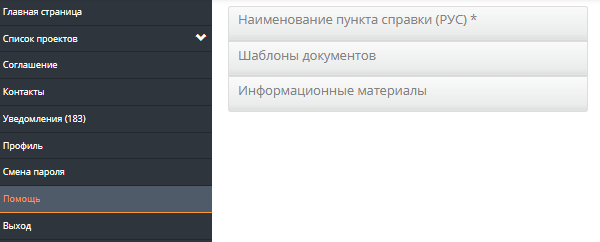 Главная страница
Список проектов
Соглашение
Контакты
Уведомления (183)
Профиль
Смена пароля
Помощь
Выход
Наименование пункта справки (РУС) *
Шаблоны документов
Информационные материалы